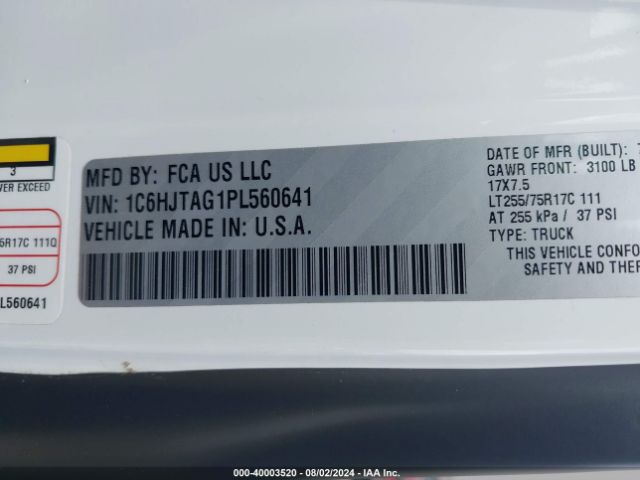 3
VER EXCEED
5R17C 111Q
37 PSI
L560641
MFD BY: FCA US LLC
VIN: 1C6HJTAG1PL560641
VEHICLE MADE IN: U.S.A.
DATE OF MFR (BUILT):
GAWR FRONT: 3100 LB
17X7.5
LT255/75R17C 111
AT 255 kPa / 37 PSI
TYPE: TRUCK
THIS VEHICLE CONFO
SAFETY AND THEF
000-40003520 - 08/02/2024 - IAA Inc.